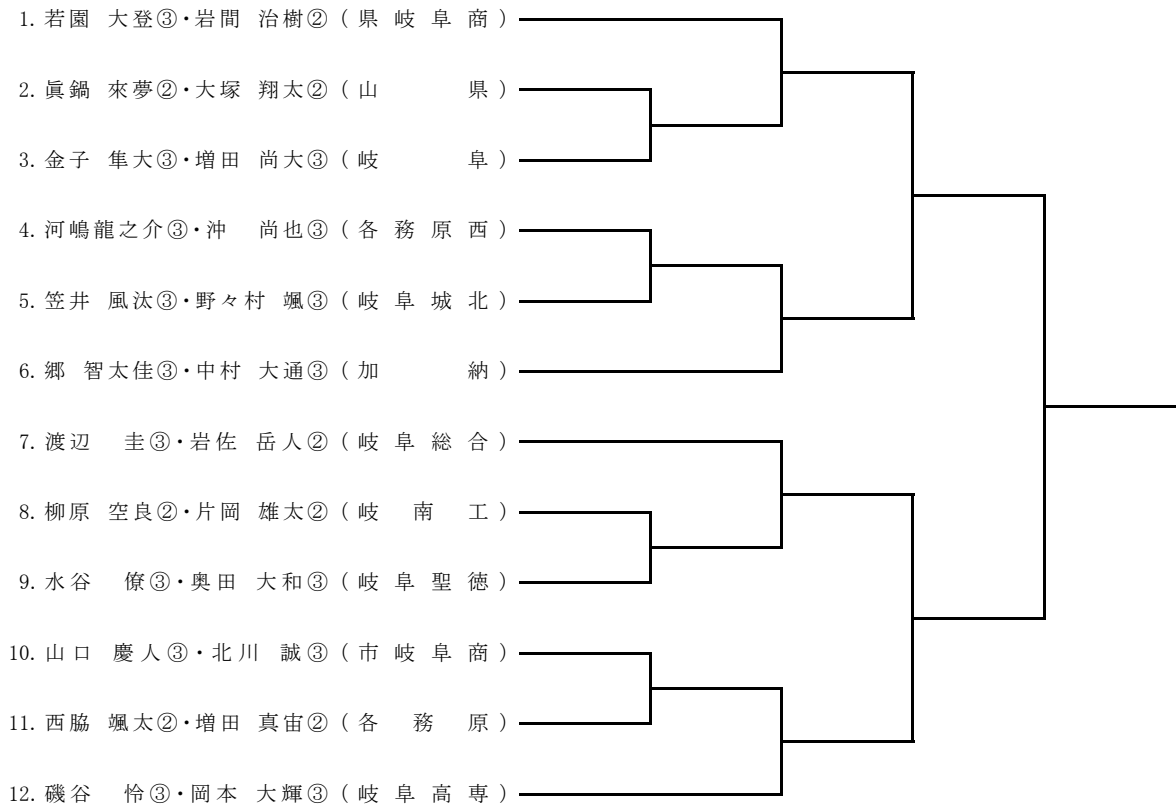 1. 若園 大登③・岩間 治樹② ( 県 岐 阜 商 )
2. 眞鍋 來夢②・大塚 翔太② ( 山 県 )
3. 金子 隼大③・増田 尚大③ ( 岐 阜 )
4. 河嶋龍之介③・沖 尚也③ ( 各 務 原 西 )
5. 笠井 風汰③・野々村 颯③ ( 岐 阜 城 北 )
6. 郷 智太佳③・中村 大通③ ( 加 納 )
7. 渡辺 圭③・岩佐 岳人② ( 岐 阜 総 合 )
8. 柳原 空良②・片岡 雄太② ( 岐 南 工 )
9. 水谷 僚③・奥田 大和③ ( 岐 阜 聖 徳 )
10. 山口 慶人③・北川 誠③ ( 市 岐 阜 商 )
11. 西脇 颯太②・増田 真宙② ( 各 務 原 )
12. 磯谷 怜③・岡本 大輝③ ( 岐 阜 高 専 )